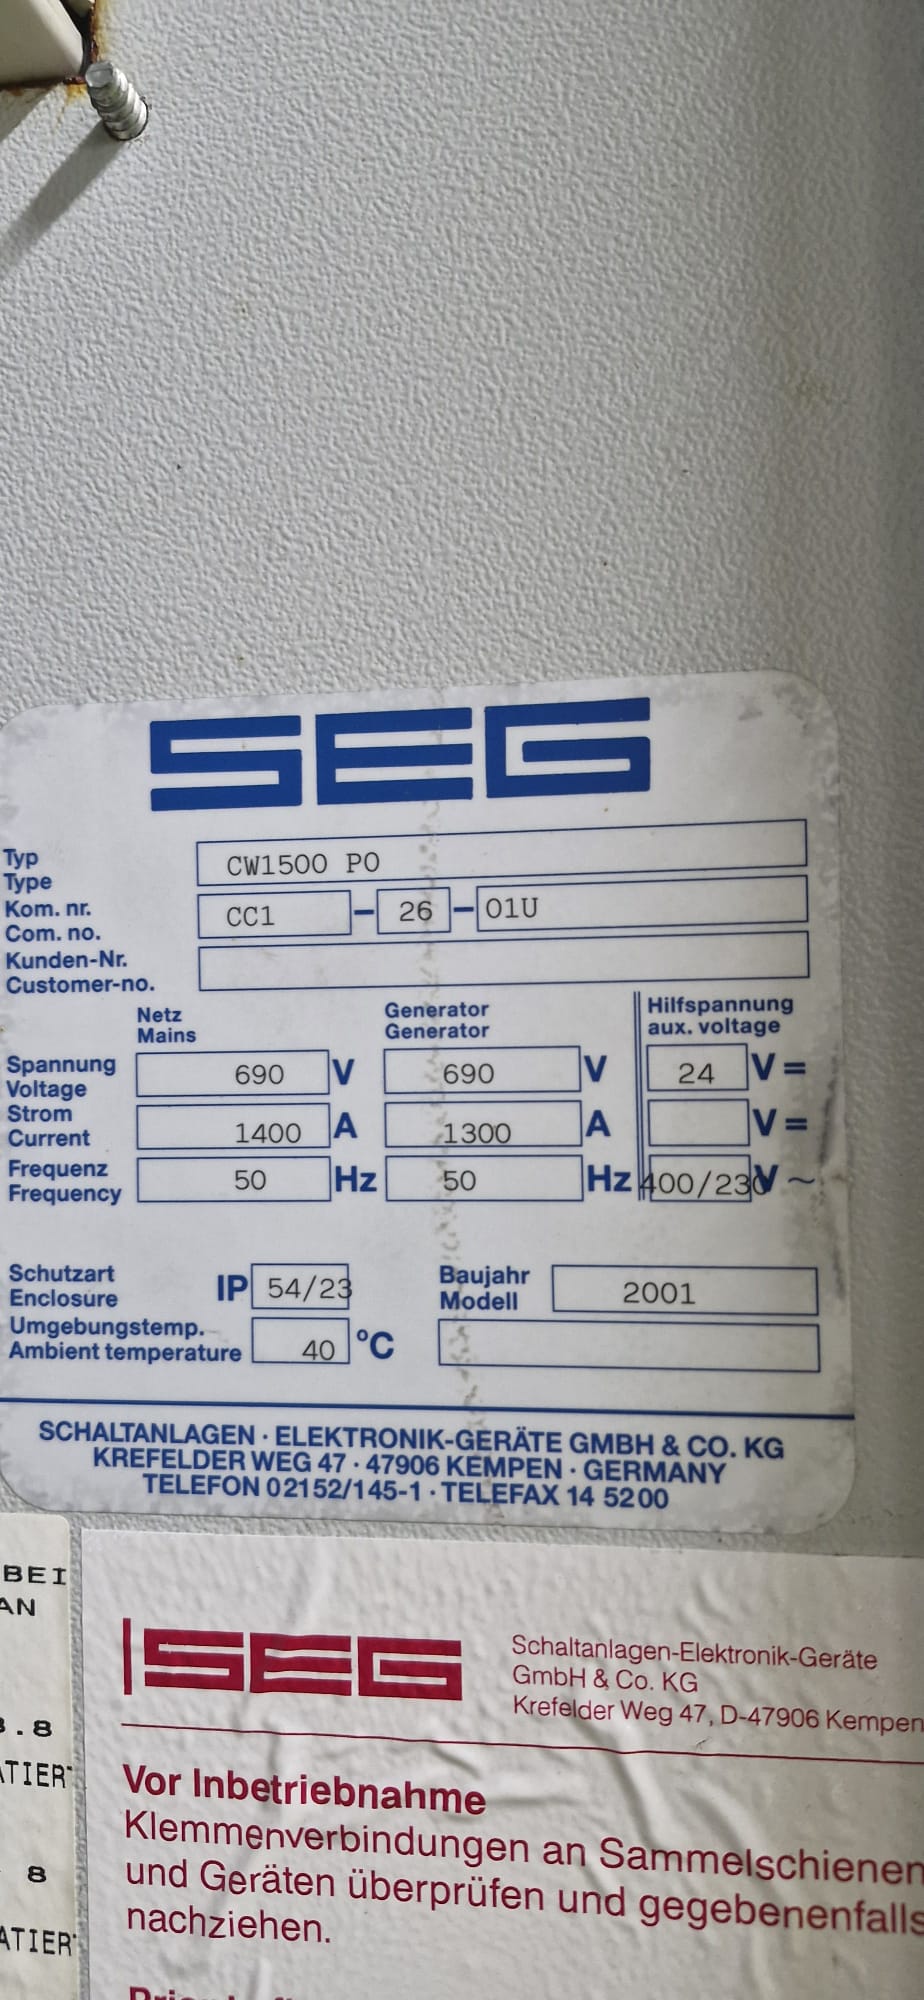 SEG
Typ
Type
CW1500 PO
Kom. nr.
Com. no.
CC1 – 26 – 01U
Kunden-Nr.
Customer-no.
Netz
Mains
Generator
Generator
Hilfspannung
aux. voltage
Spannung
Voltage
690 V
690 V
24 V =
Strom
Current
1400 A
1300 A
V =
Frequenz
Frequency
50 Hz
50 Hz
400/230 V ~
Schutzart
Enclosure
IP 54/23
Baujahr
Modell
2001
Umgebungstemp.
Ambient temperature
40 °C
SCHALTANLAGEN · ELEKTRONIK-GERÄTE GMBH & CO. KG
KREFELDER WEG 47 · 47906 KEMPEN · GERMANY
TELEFON 02152/145-1 · TELEFAX 14 5200
BEI
AN
.8
8
SEG
Schaltanlagen-Elektronik-Geräte
GmbH & Co. KG
Krefelder Weg 47, D-47906 Kempen
Vor Inbetriebnahme
Klemmenverbindungen an Sammelschienen
und Geräten überprüfen und gegebenenfalls
nachziehen.